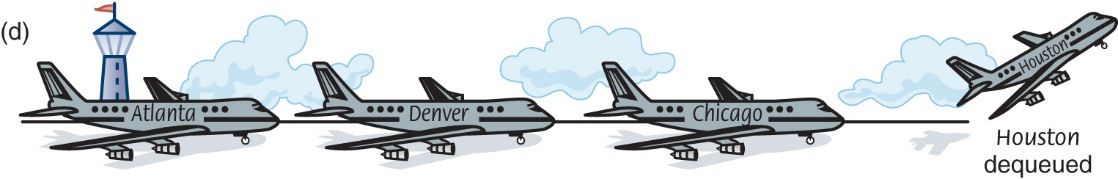 (d)
Atlanta
Denver
Chicago
Houston
Houston
dequeued